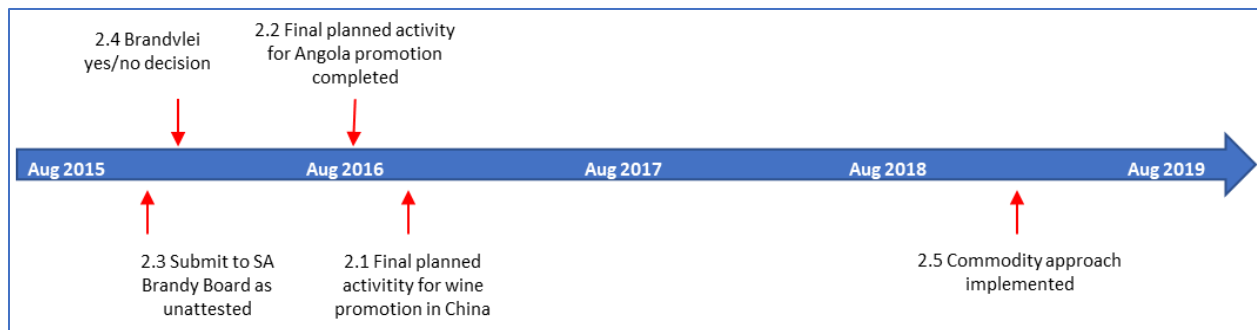 2.4 Brandvlei
yes/no decision
2.2 Final planned activity
for Angola promotion
completed
Aug 2015
Aug 2016
Aug 2017
Aug 2018
Aug 2019
2.3 Submit to SA
Brandy Board as
unattested
2.1 Final planned
activitity for wine
promotion in China
2.5 Commodity approach
implemented